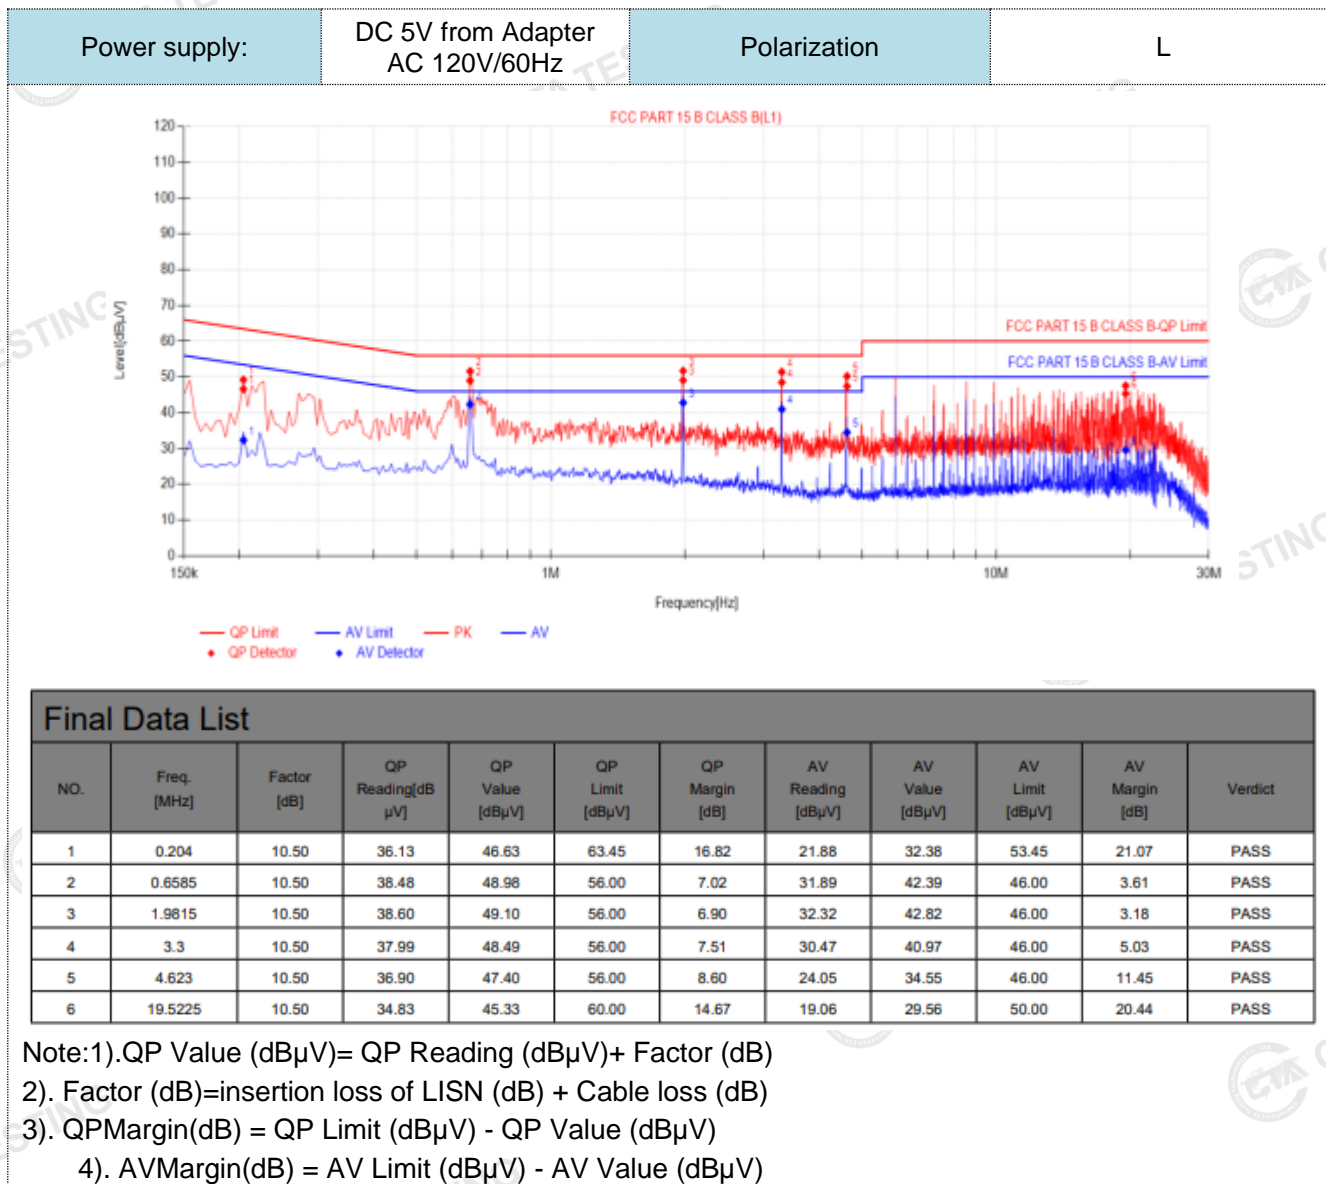 Power supply:
DC 5V from Adapter
AC 120V/60Hz
Polarization
L
FCC PART 15 B CLASS B(L1)
120
110
100
90
80
70
60
50
40
30
20
10
0
Level[dBµV]
FCC PART 15 B CLASS B-QP Limit
FCC PART 15 B CLASS B-AV Limit
150k
1M
10M
30M
Frequency[Hz]
QP Limit
AV Limit
PK
AV
QP Detector
AV Detector
Final Data List
NO. Freq. [MHz] Factor [dB] QP Reading[dBµV] QP Value [dBµV] QP Limit [dBµV] QP Margin [dB] AV Reading [dBµV] AV Value [dBµV] AV Limit [dBµV] AV Margin [dB] Verdict
1 0.204 10.50 36.13 46.63 63.45 16.82 21.88 32.38 53.45 21.07 PASS
2 0.6585 10.50 38.48 48.98 56.00 7.02 31.89 42.39 46.00 3.61 PASS
3 1.9815 10.50 38.60 49.10 56.00 6.90 32.32 42.82 46.00 3.18 PASS
4 3.3 10.50 37.99 48.49 56.00 7.51 30.47 40.97 46.00 5.03 PASS
5 4.623 10.50 36.90 47.40 56.00 8.60 24.05 34.55 46.00 11.45 PASS
6 19.5225 10.50 34.83 45.33 60.00 14.67 19.06 29.56 50.00 20.44 PASS
Note:1).QP Value (dBµV)= QP Reading (dBµV)+ Factor (dB)
2). Factor (dB)=insertion loss of LISN (dB) + Cable loss (dB)
3). QPMargin(dB) = QP Limit (dBµV) - QP Value (dBµV)
4). AVMargin(dB) = AV Limit (dBµV) - AV Value (dBµV)